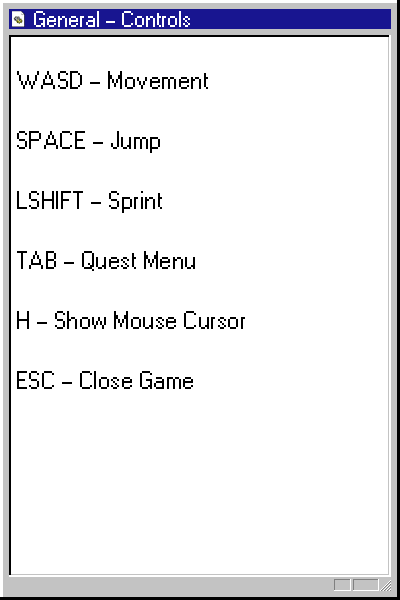 General – Controls
WASD – Movement
SPACE – Jump
LSHIFT – Sprint
TAB – Quest Menu
H – Show Mouse Cursor
ESC – Close Game